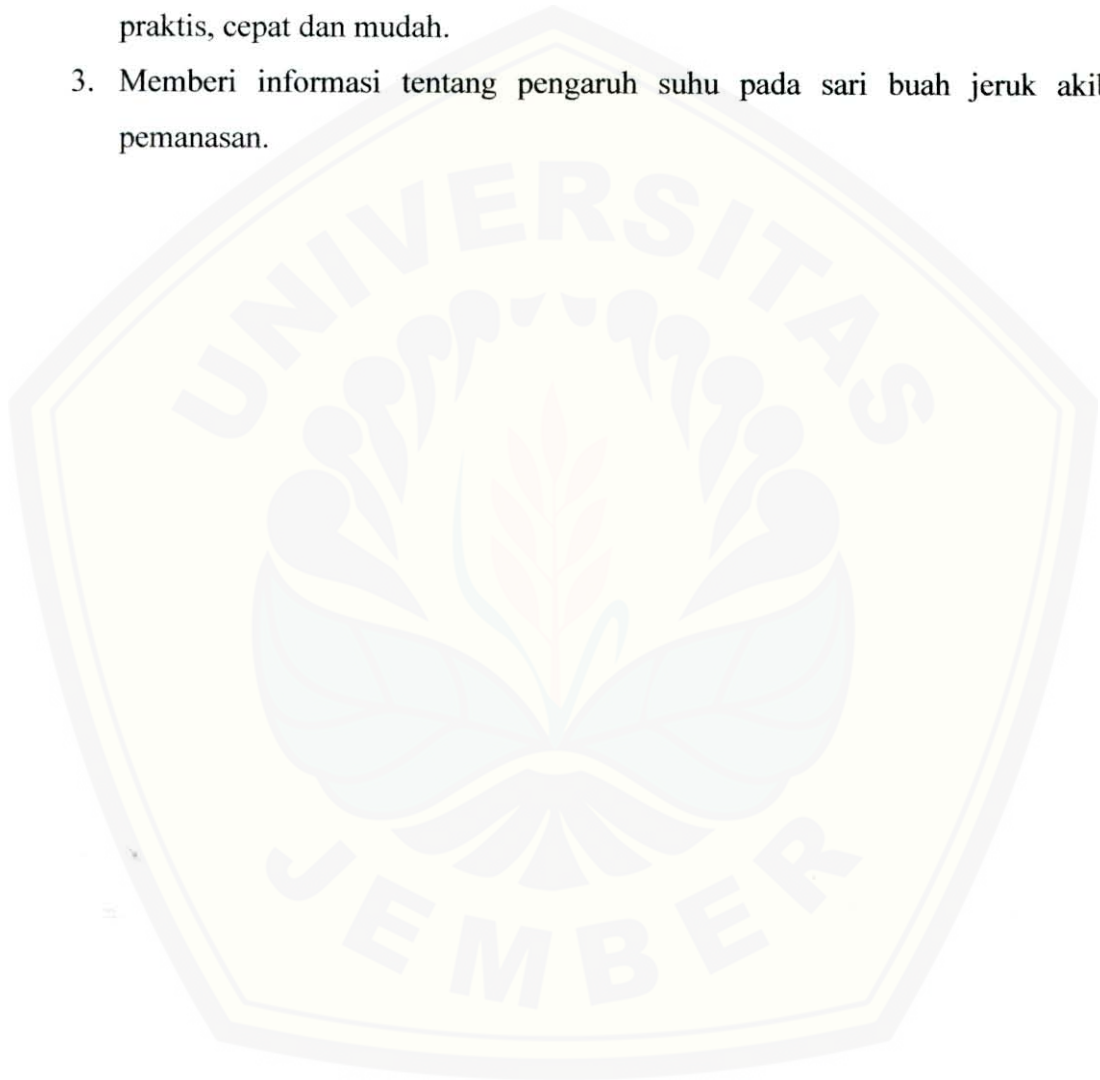 praktis, cepat dan mudah.
3. Memberi informasi tentang pengaruh suhu pada sari buah jeruk
pemanasan.
UNIVERSITAS
JEMBER